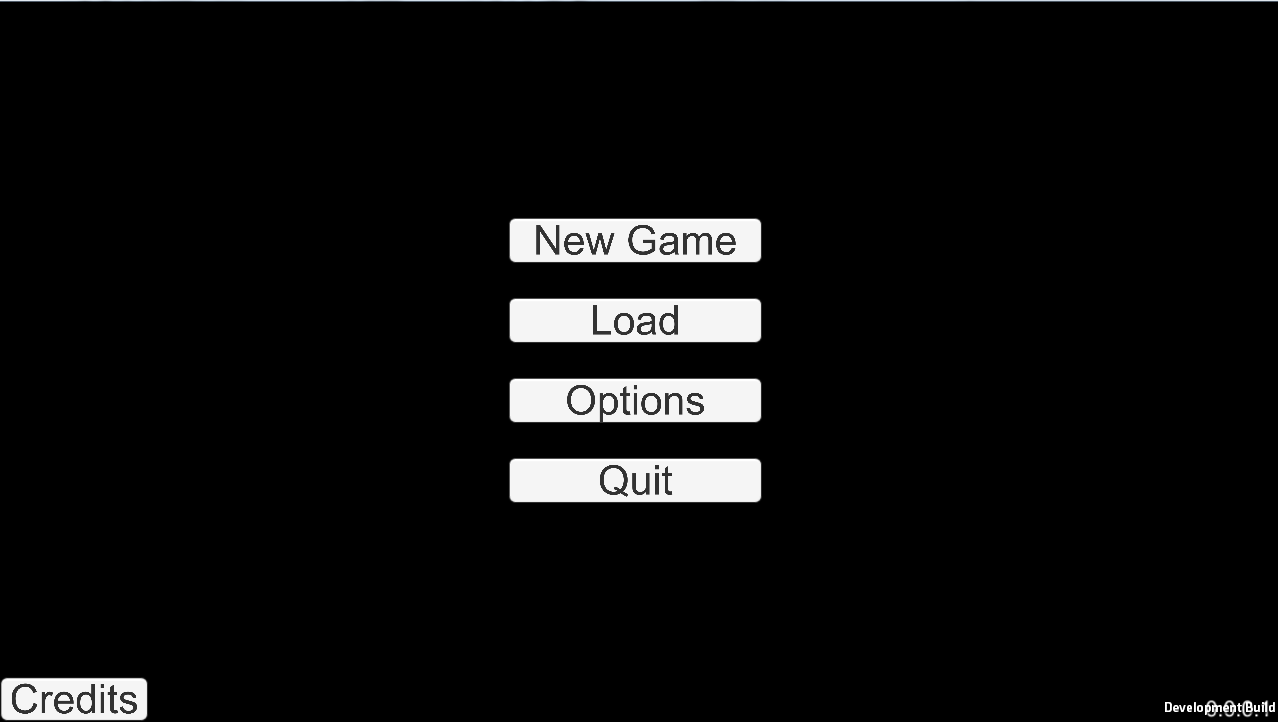 New Game
Load
Options
Quit
Credits
Development Build